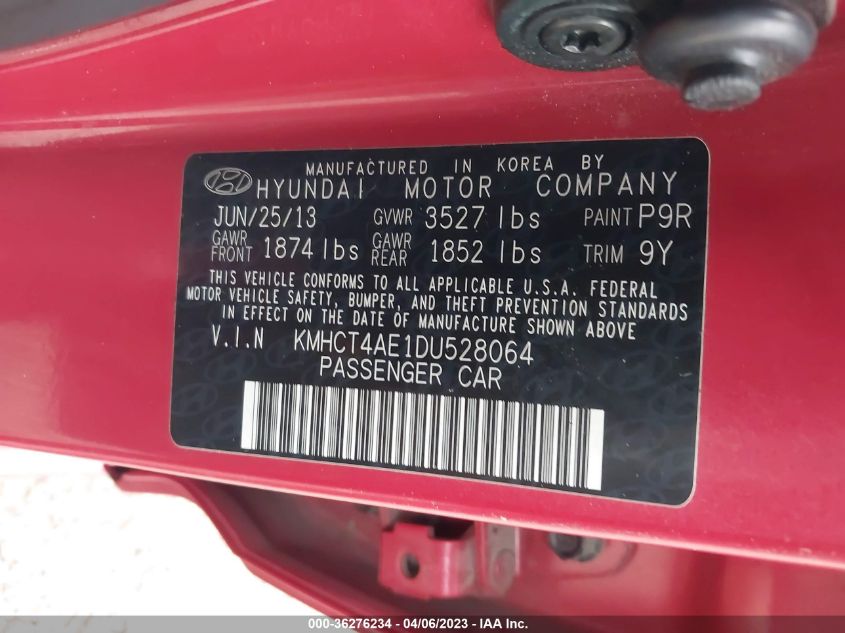 MANUFACTURED IN KOREA BY
HYUNDAI MOTOR COMPANY
JUN/25/13 GVWR 3527 lbs PAINT P9R
GAWR FRONT 1874 lbs GAWR REAR 1852 lbs TRIM 9Y
THIS VEHICLE CONFORMS TO ALL APPLICABLE U.S.A. FEDERAL
MOTOR VEHICLE SAFETY, BUMPER, AND THEFT PREVENTION STANDARDS
IN EFFECT ON THE DATE OF MANUFACTURE SHOWN ABOVE
V.I.N KMHCT4AE1DU528064
PASSENGER CAR
000-36276234 - 04/06/2023 - IAA Inc.